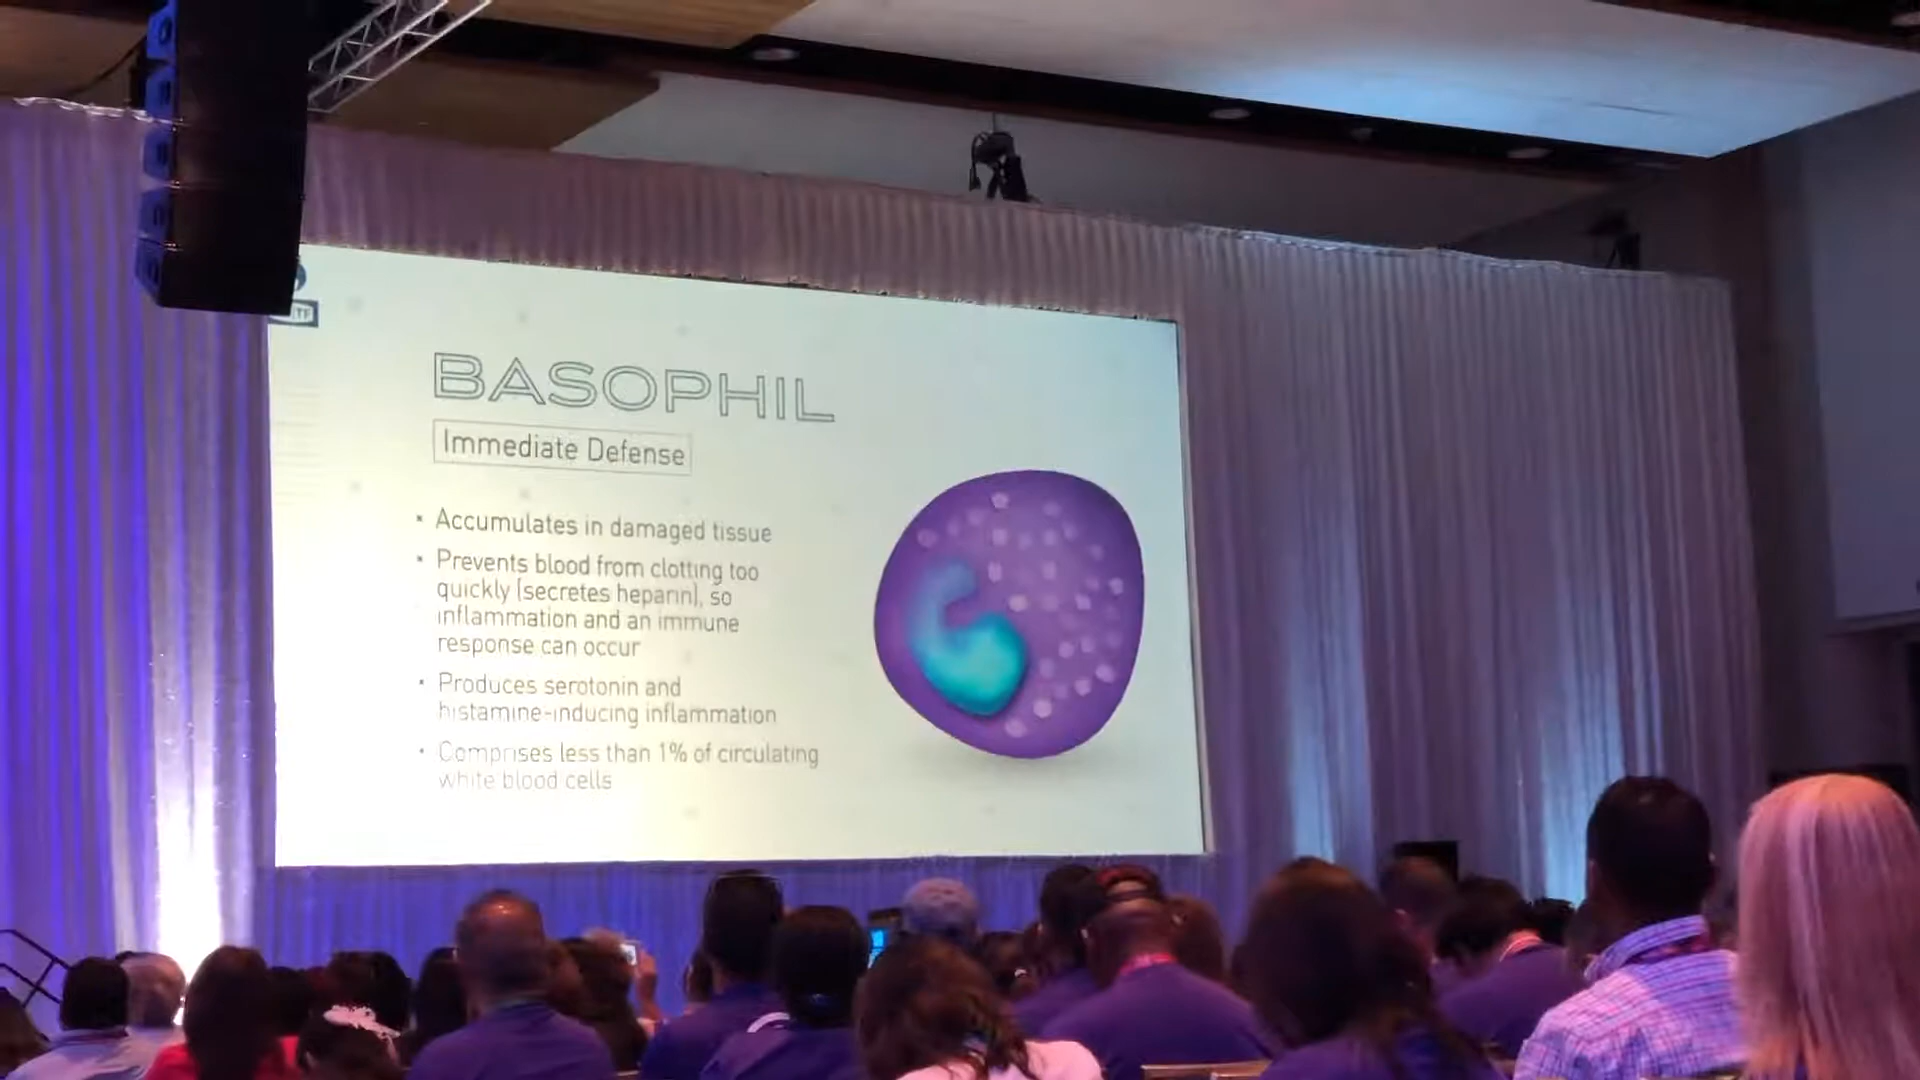 TF
BASOPHIL
Immediate Defense
▪ Accumulates in damaged tissue
▪ Prevents blood from clotting too
quickly (secretes heparin), so
inflammation and an immune
response can occur
▪ Produces serotonin and
histamine-inducing inflammation
▪ Comprises less than 1% of circulating
white blood cells